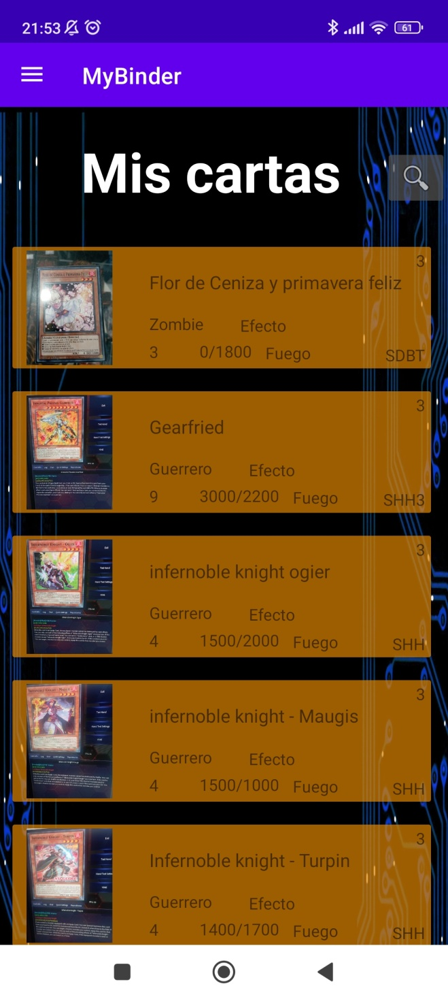 21:53
61
MyBinder
Mis cartas
3
Flor de Ceniza y primavera feliz
Zombie Efecto
3 0/1800 Fuego SDBT
3
Gearfried
Guerrero Efecto
9 3000/2200 Fuego SHH3
3
infernoble knight ogier
Guerrero Efecto
4 1500/2000 Fuego SHH
3
infernoble knight - Maugis
Guerrero Efecto
4 1500/1000 Fuego SHH
3
Infernoble knight - Turpin
Guerrero Efecto
4 1400/1700 Fuego SHH